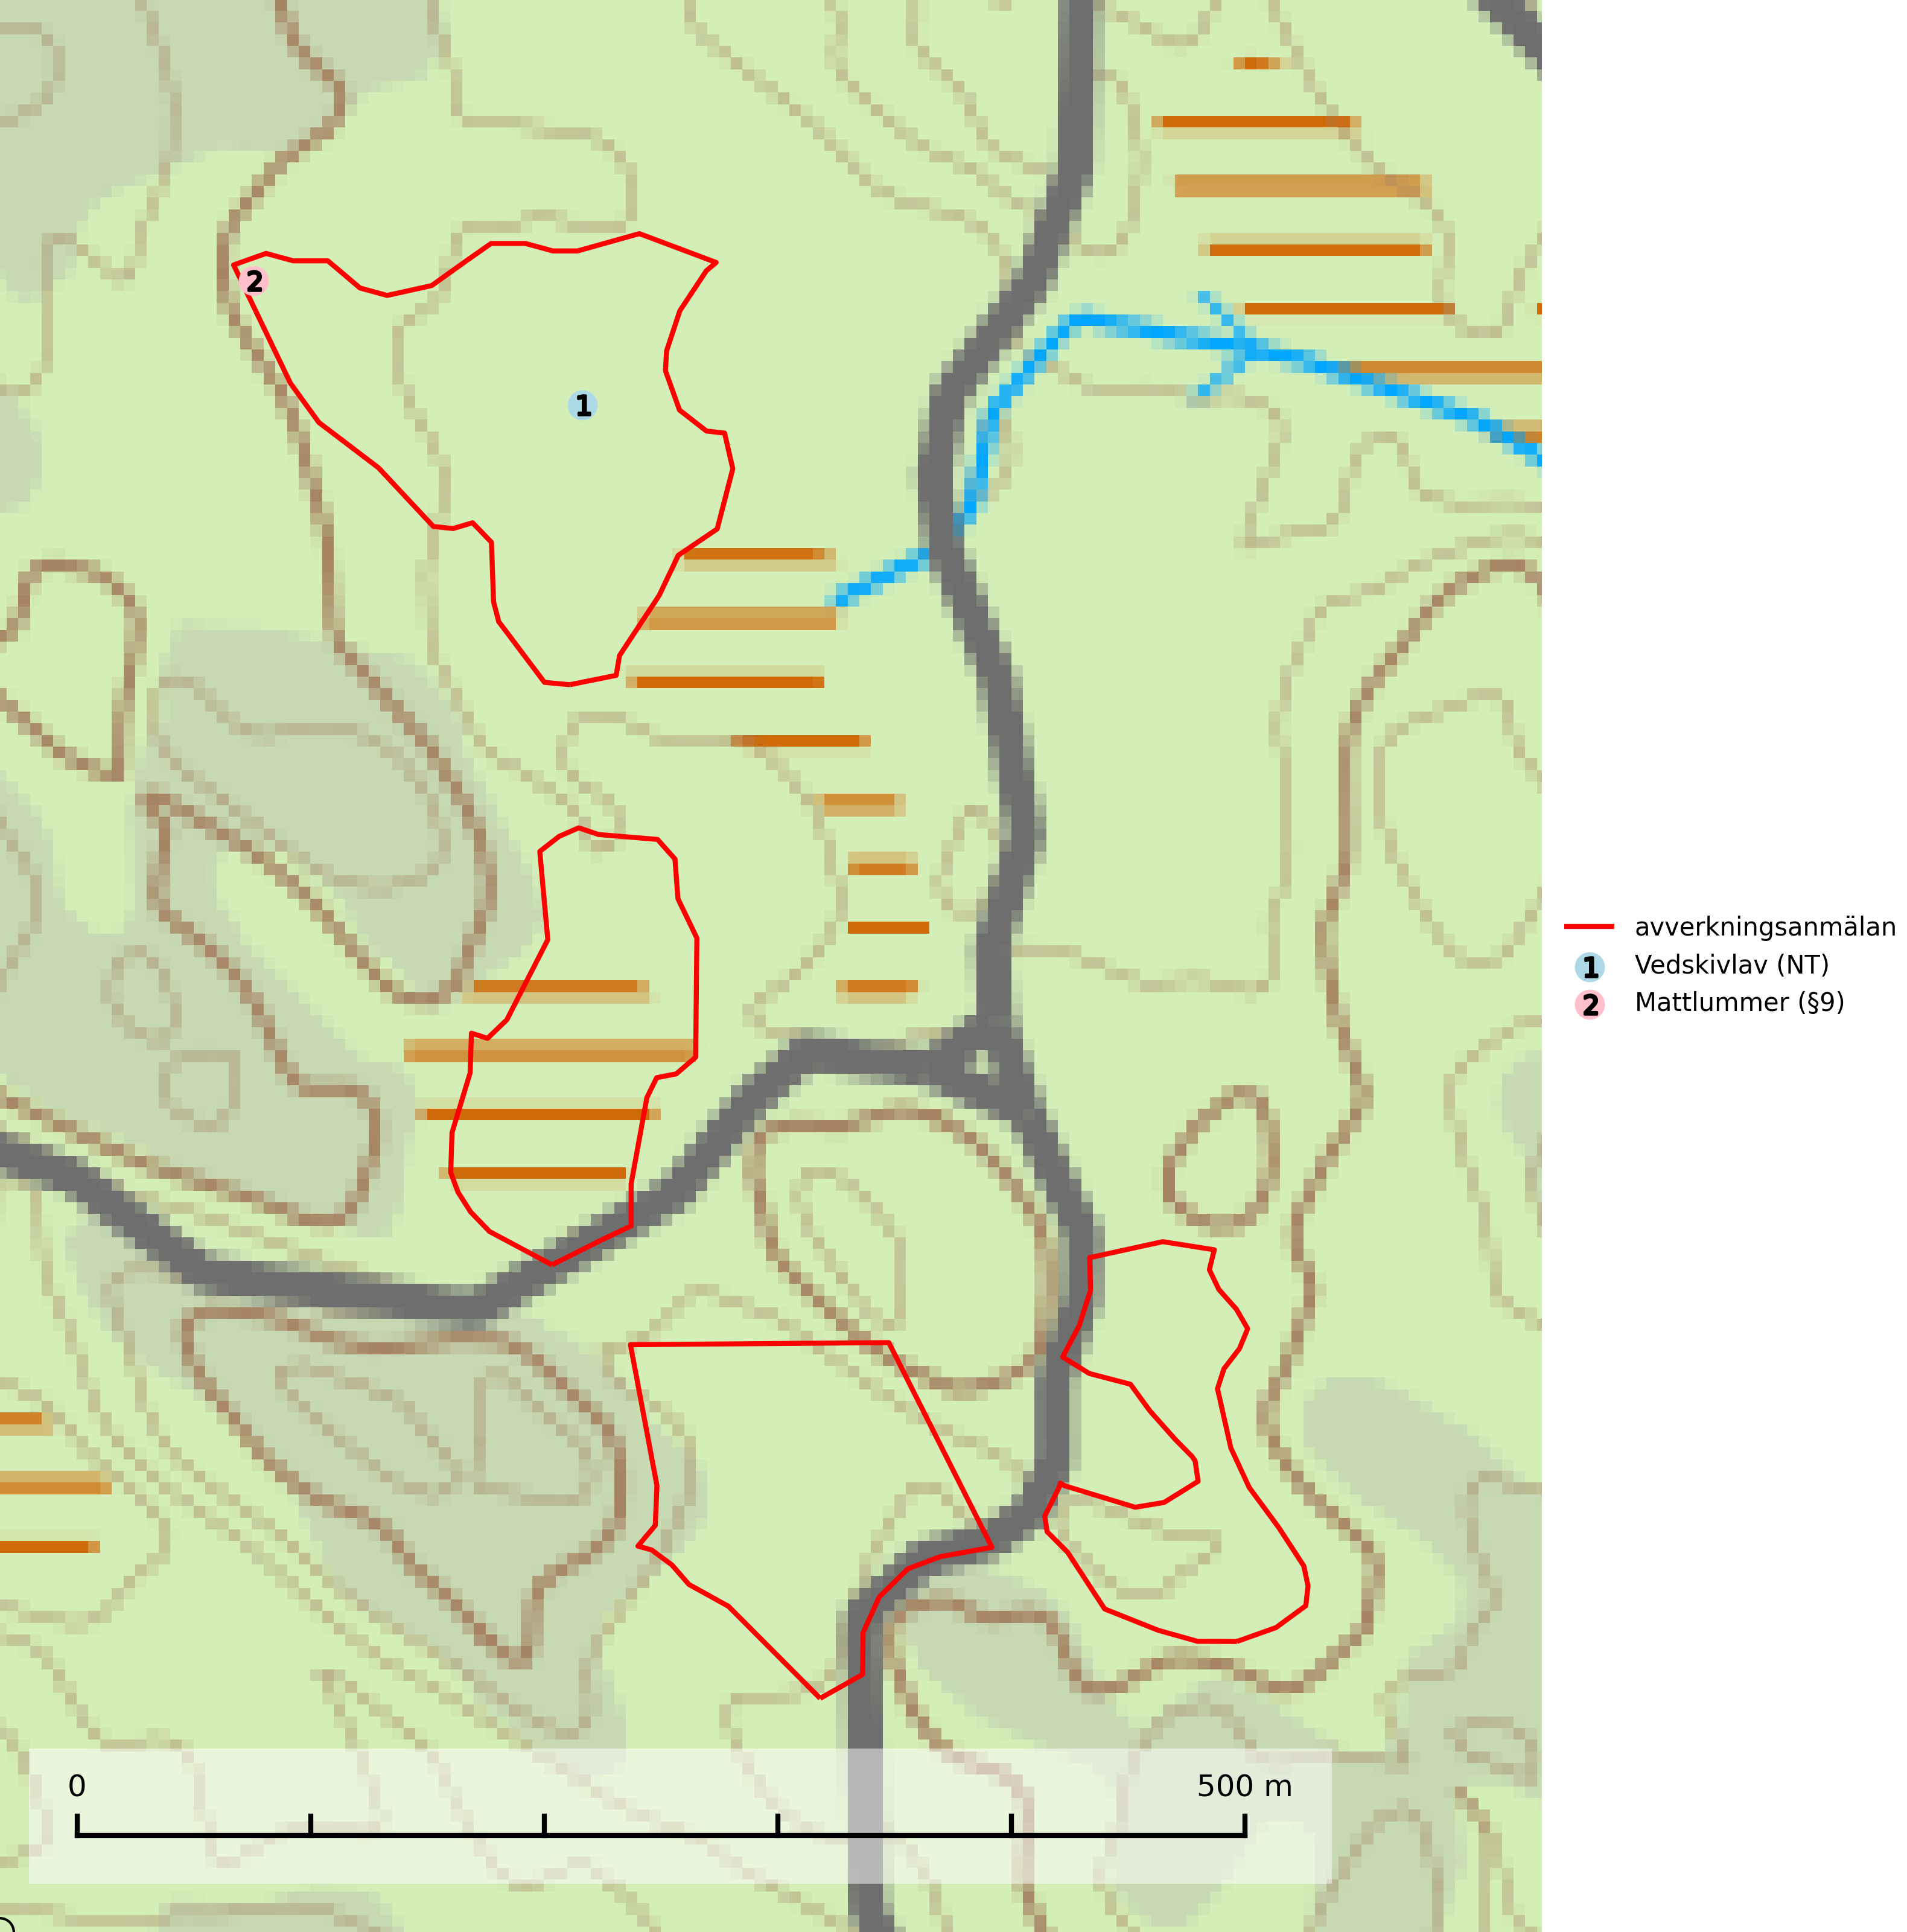 2
1
avverkningsanmälan
1 Vedskivlav (NT)
2 Mattlummer (§9)
0 500 m